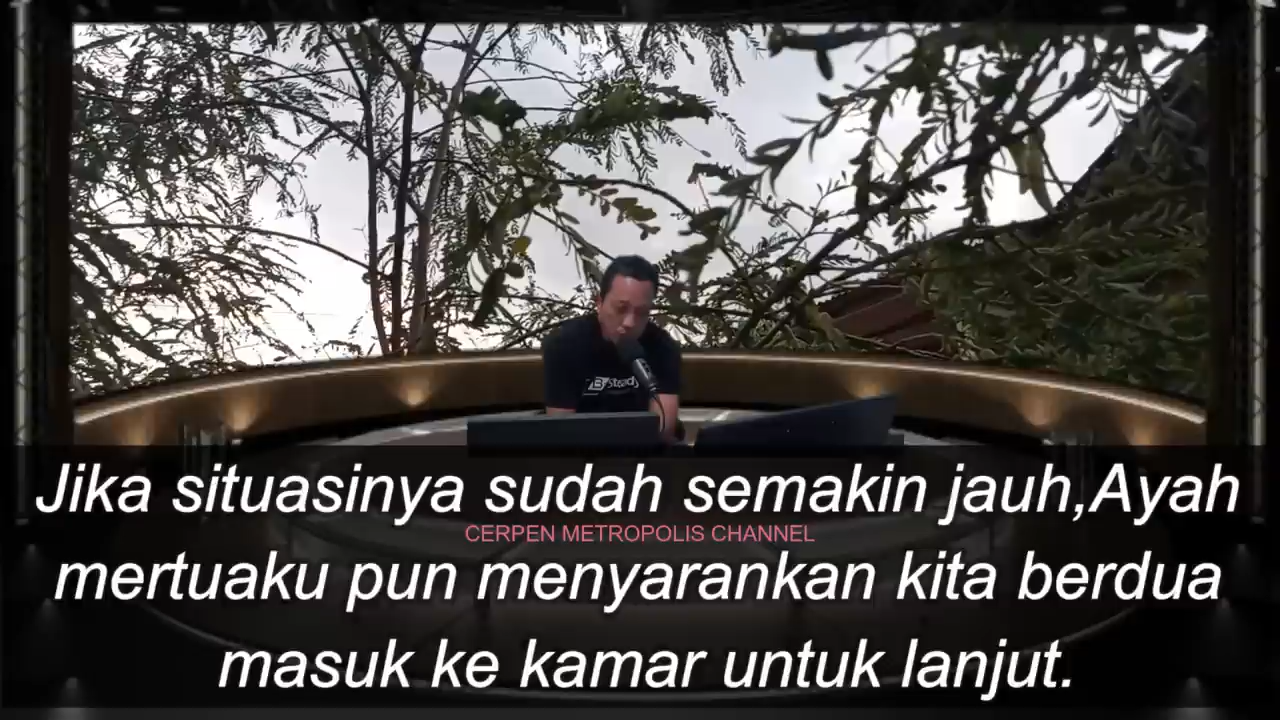 Jika situasinya sudah semakin jauh,Ayah
CERPEN METROPOLIS CHANNEL
mertuaku pun menyarankan kita berdua
masuk ke kamar untuk lanjut.